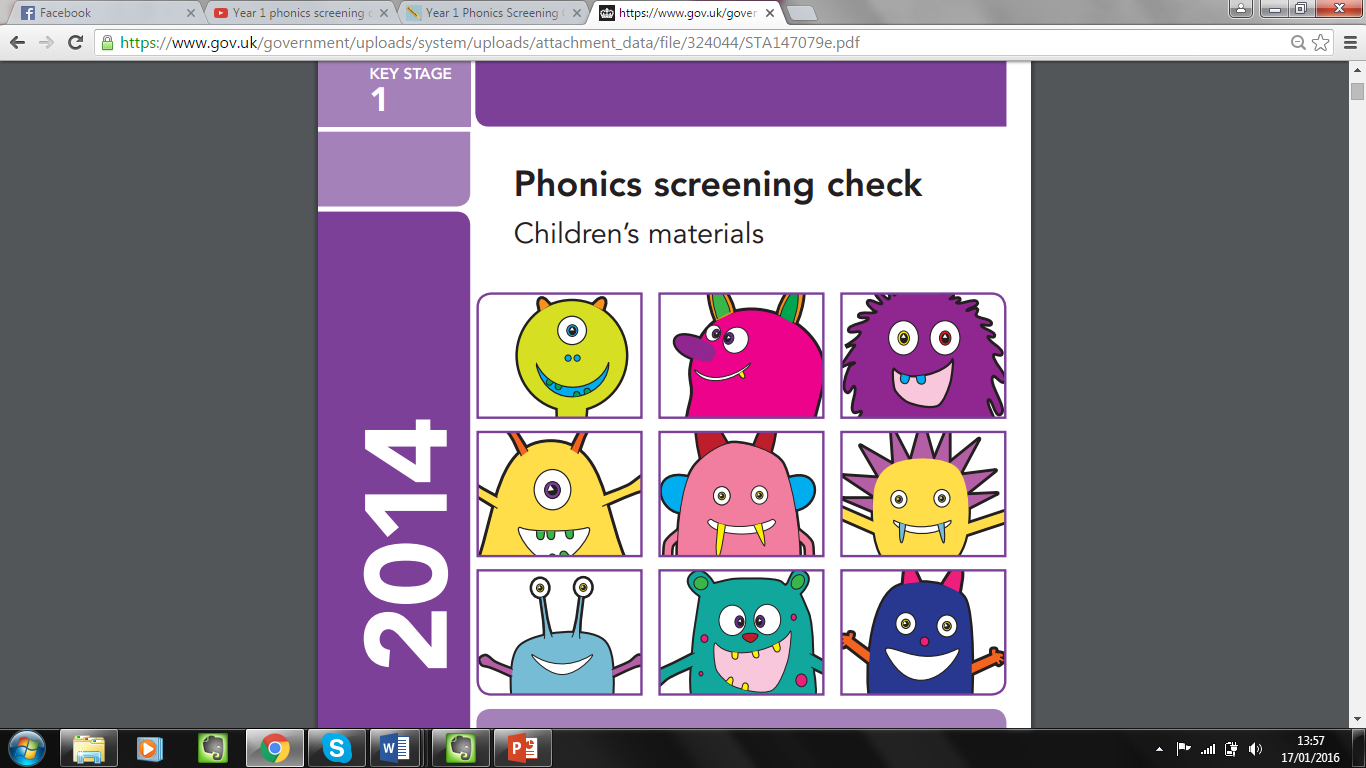 Facebook
Year 1 phonics screening c
Year 1 Phonics Screening
https://www.gov.uk/gover
https://www.gov.uk/government/uploads/system/uploads/attachment_data/file/324044/STA147079e.pdf
KEY STAGE
1
Phonics screening check
Children's materials
2014
13:57
17/01/2016